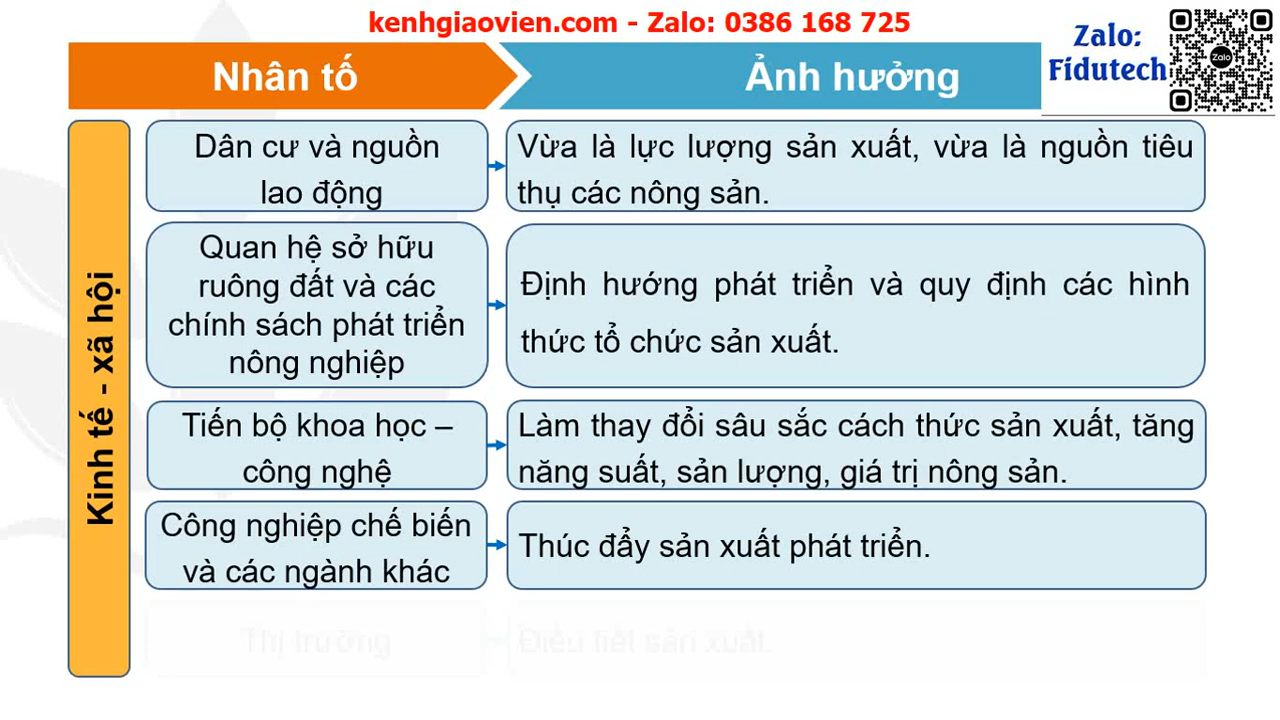 kenhgiaovien.com - Zalo: 0386 168 725
Zalo:
Fidutech
Zalo
Nhân tố
Ảnh hưởng
Kinh tế - xã hội
Dân cư và nguồn
lao động
Vừa là lực lượng sản xuất, vừa là nguồn tiêu
thụ các nông sản.
Quan hệ sở hữu
ruộng đất và các
chính sách phát triển
nông nghiệp
Định hướng phát triển và quy định các hình
thức tổ chức sản xuất.
Tiến bộ khoa học –
công nghệ
Làm thay đổi sâu sắc cách thức sản xuất, tăng
năng suất, sản lượng, giá trị nông sản.
Công nghiệp chế biến
và các ngành khác
Thúc đẩy sản xuất phát triển.
Thị trường
Điều tiết sản xuất.